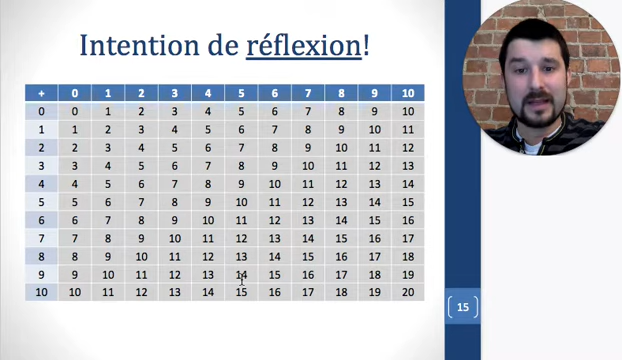 Intention de réflexion!
+ 0 1 2 3 4 5 6 7 8 9 10
0 0 1 2 3 4 5 6 7 8 9 10
1 1 2 3 4 5 6 7 8 9 10 11
2 2 3 4 5 6 7 8 9 10 11 12
3 3 4 5 6 7 8 9 10 11 12 13
4 4 5 6 7 8 9 10 11 12 13 14
5 5 6 7 8 9 10 11 12 13 14 15
6 6 7 8 9 10 11 12 13 14 15 16
7 7 8 9 10 11 12 13 14 15 16 17
8 8 9 10 11 12 13 14 15 16 17 18
9 9 10 11 12 13 14 15 16 17 18 19
10 10 11 12 13 14 15 16 17 18 19 20
15